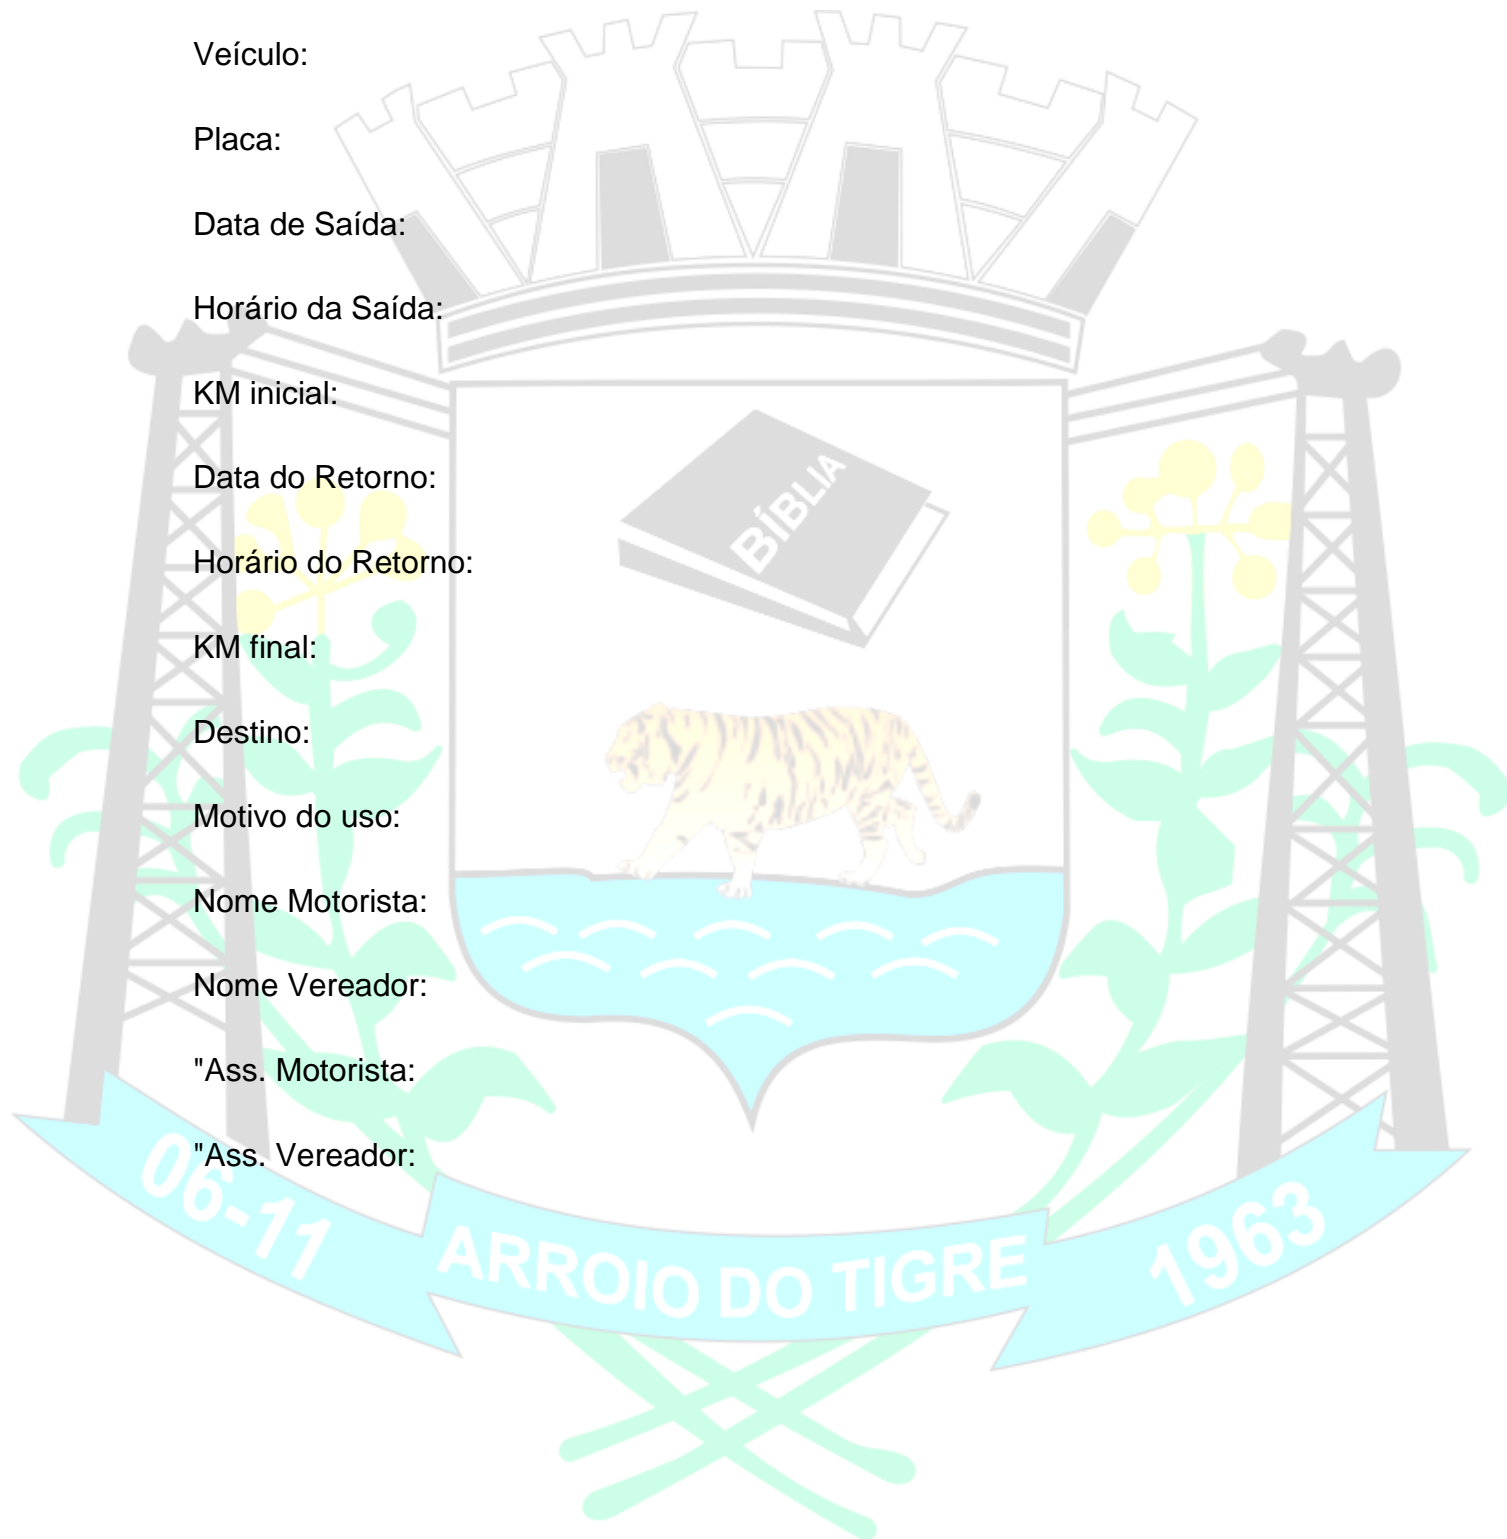 Veículo:
Placa:
Data de Saída:
Horário da Saída:
KM inicial:
Data do Retorno:
Horário do Retorno:
KM final:
Destino:
Motivo do uso:
Nome Motorista:
Nome Vereador:
"Ass. Motorista:
"Ass. Vereador:
BÍBLIA
06-11
ARROIO DO TIGRE
1963